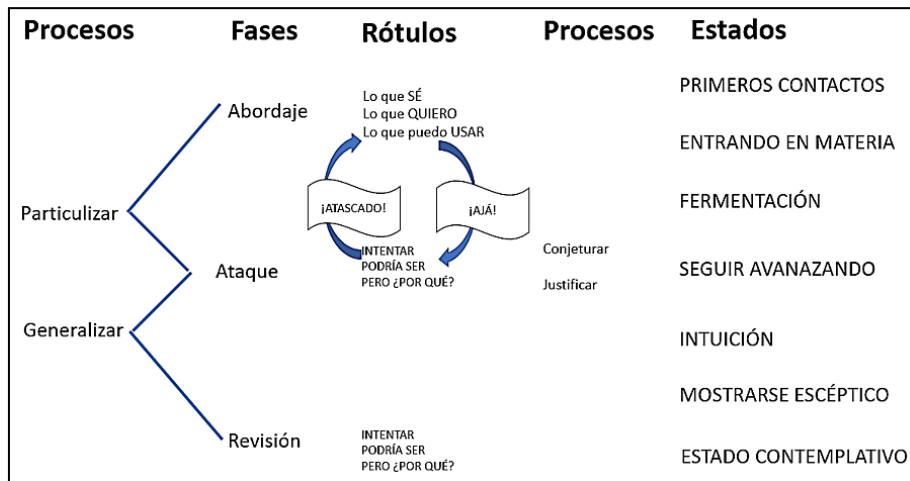 Procesos Fases Rótulos Procesos Estados
Abordaje
Lo que SÉ
Lo que QUIERO
Lo que puedo USAR
PRIMEROS CONTACTOS
ENTRANDO EN MATERIA
Particulizar
¡ATASCADO!
¡AJÁ!
FERMENTACIÓN
Ataque
INTENTAR
PODRÍA SER
PERO ¿POR QUÉ?
Conjeturar
Justificar
SEGUIR AVANAZANDO
Generalizar
INTUICIÓN
MOSTRARSE ESCÉPTICO
Revisión
INTENTAR
PODRÍA SER
PERO ¿POR QUÉ?
ESTADO CONTEMPLATIVO